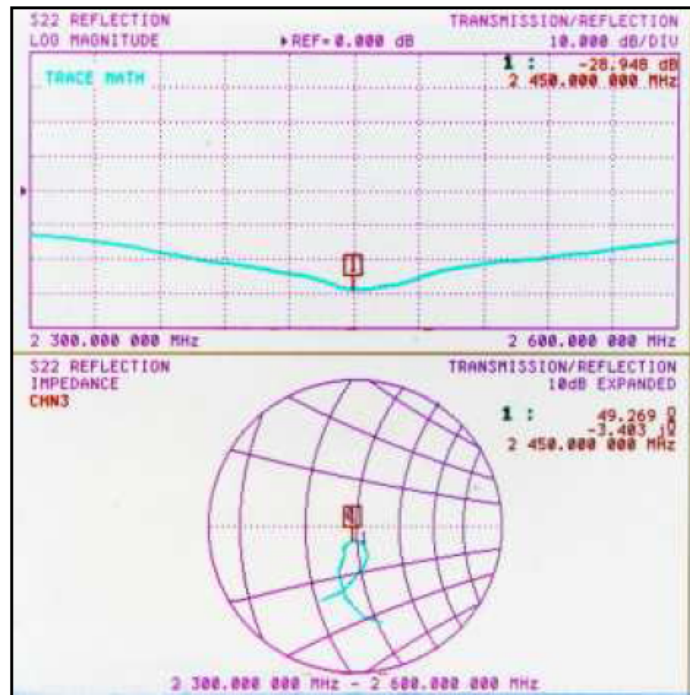 S22 REFLECTION TRANSMISSION/REFLECTION
LOG MAGNITUDE ▶REF= 0.000 dB 10.000 dB/DIV
1 : -28.948 dB
2 450.000 000 MHz
TRACE MATH
1
2 300.000 000 MHz 2 600.000 000 MHz
S22 REFLECTION TRANSMISSION/REFLECTION
IMPEDANCE 10dB EXPANDED
CHN3
1 : 49.269 Ω
-3.403 jΩ
2 450.000 000 MHz
2 300.000 000 MHz - 2 600.000 000 MHz